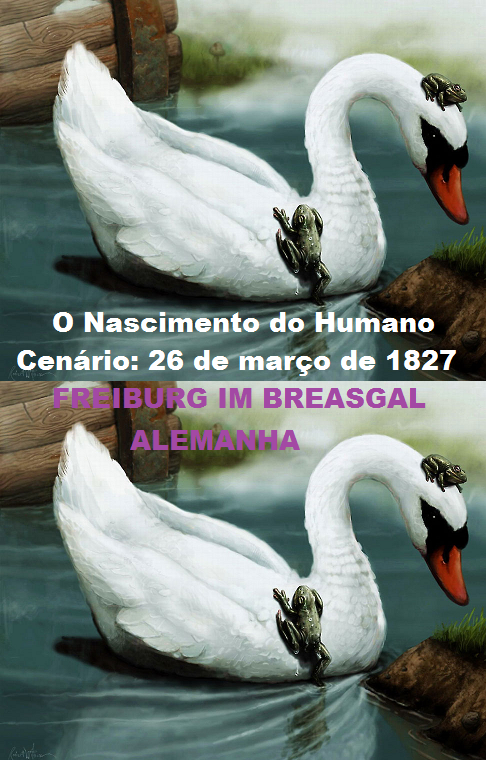 O Nascimento do Humano
Cenário: 26 de março de 1827
FREIBURG IM BREASGAL
ALEMANHA